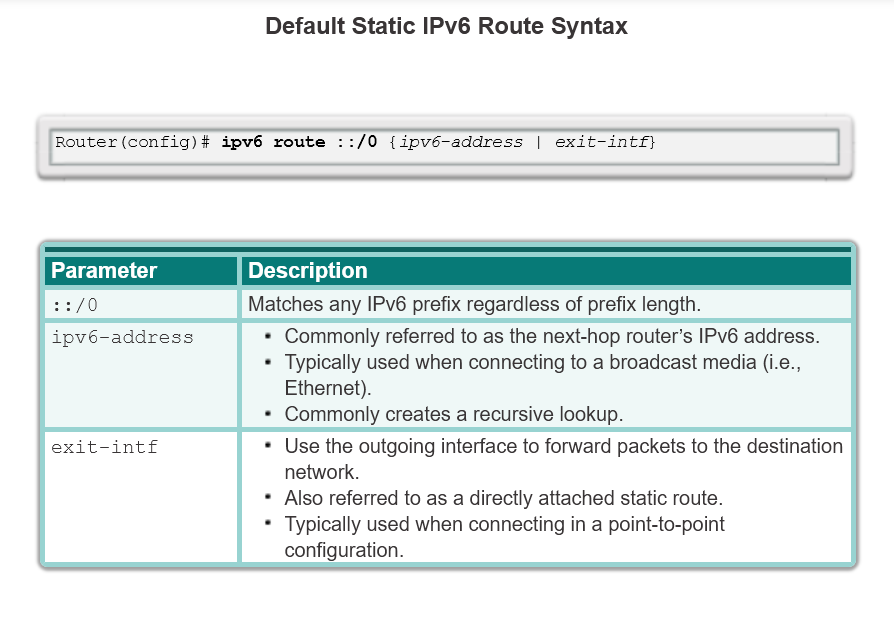 Default Static IPv6 Route Syntax
Router(config)# ipv6 route ::/0 {ipv6-address | exit-intf}
Parameter Description
::/0 Matches any IPv6 prefix regardless of prefix length.
ipv6-address • Commonly referred to as the next-hop router’s IPv6 address.
• Typically used when connecting to a broadcast media (i.e.,
Ethernet).
• Commonly creates a recursive lookup.
exit-intf • Use the outgoing interface to forward packets to the destination
network.
• Also referred to as a directly attached static route.
• Typically used when connecting in a point-to-point
configuration.